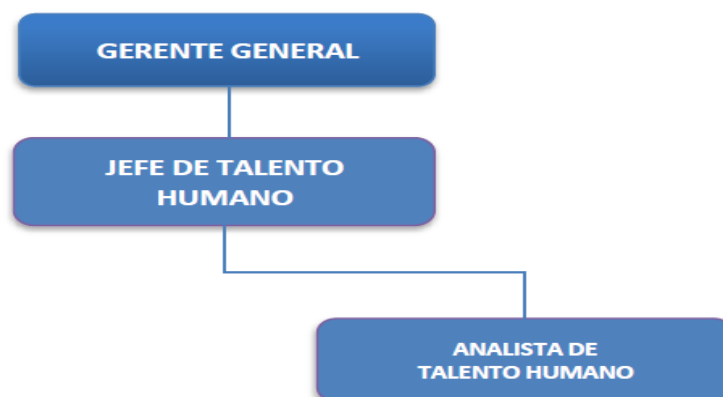 GERENTE GENERAL
JEFE DE TALENTO
HUMANO
ANALISTA DE
TALENTO HUMANO